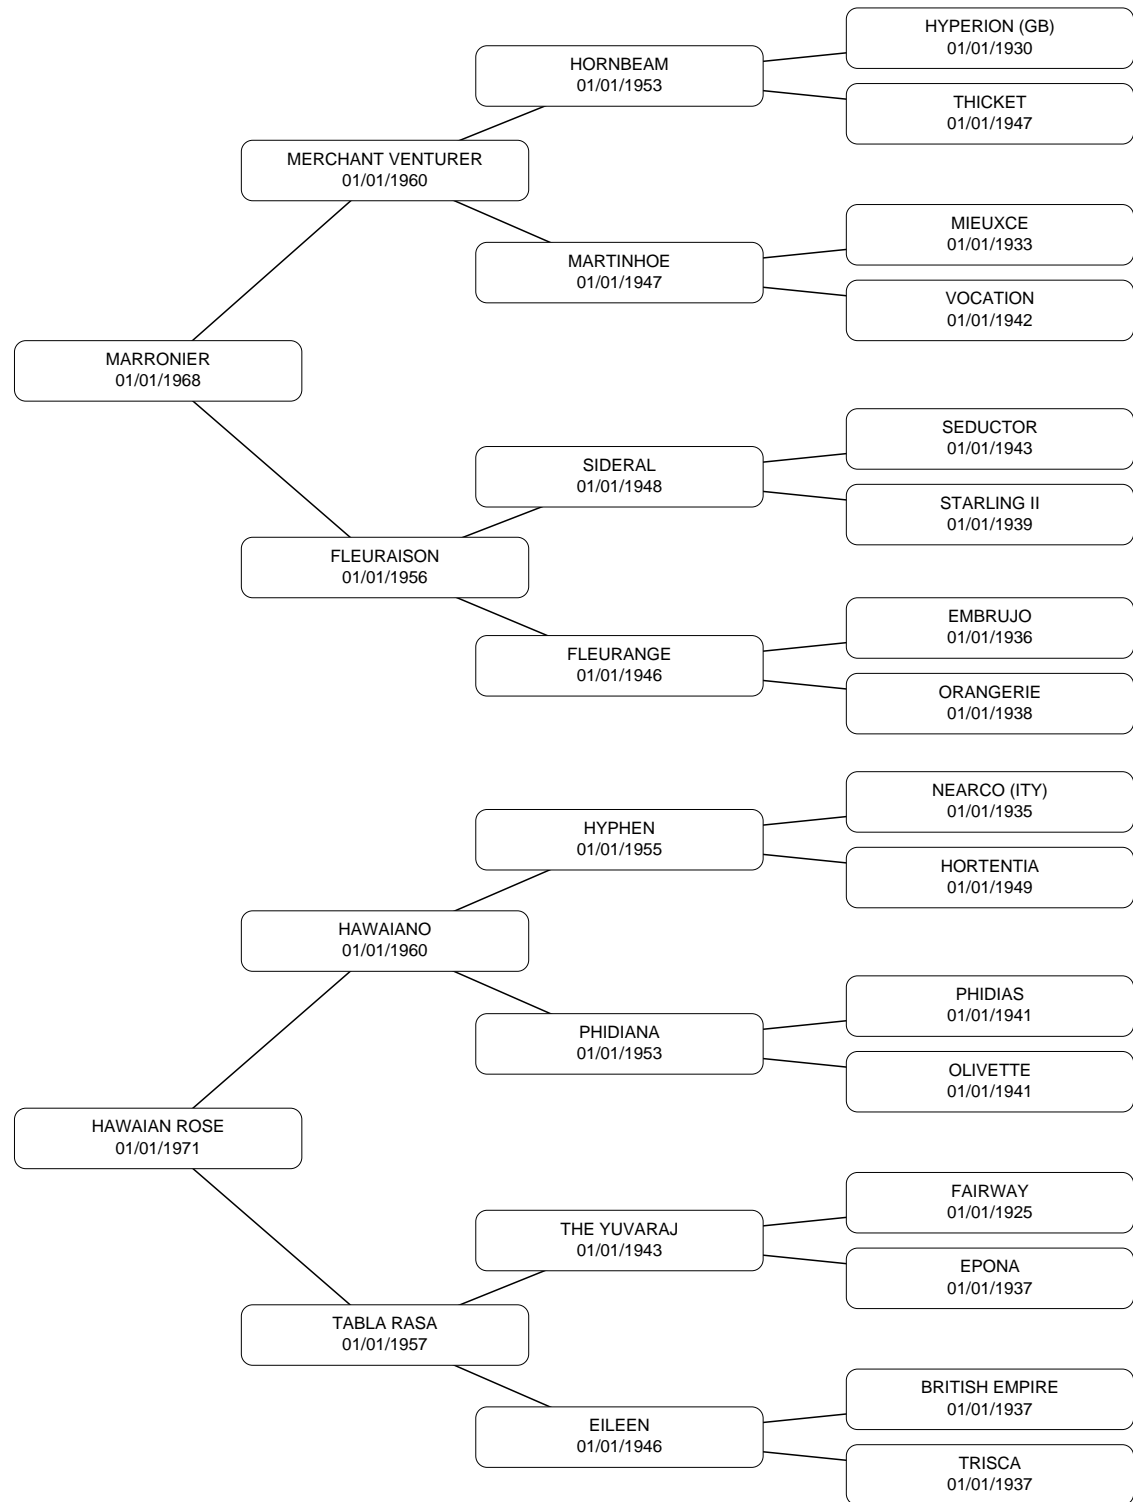 HYPERION (GB)
01/01/1930
HORNBEAM
01/01/1953
THICKET
01/01/1947
MERCHANT VENTURER
01/01/1960
MIEUXCE
01/01/1933
MARTINHOE
01/01/1947
VOCATION
01/01/1942
MARRONIER
01/01/1968
SEDUCTOR
01/01/1943
SIDERAL
01/01/1948
STARLING II
01/01/1939
FLEURAISON
01/01/1956
EMBRUJO
01/01/1936
FLEURANGE
01/01/1946
ORANGERIE
01/01/1938
NEARCO (ITY)
01/01/1935
HYPHEN
01/01/1955
HORTENTIA
01/01/1949
HAWAIANO
01/01/1960
PHIDIAS
01/01/1941
PHIDIANA
01/01/1953
OLIVETTE
01/01/1941
HAWAIAN ROSE
01/01/1971
FAIRWAY
01/01/1925
THE YUVARAJ
01/01/1943
EPONA
01/01/1937
TABLA RASA
01/01/1957
BRITISH EMPIRE
01/01/1937
EILEEN
01/01/1946
TRISCA
01/01/1937